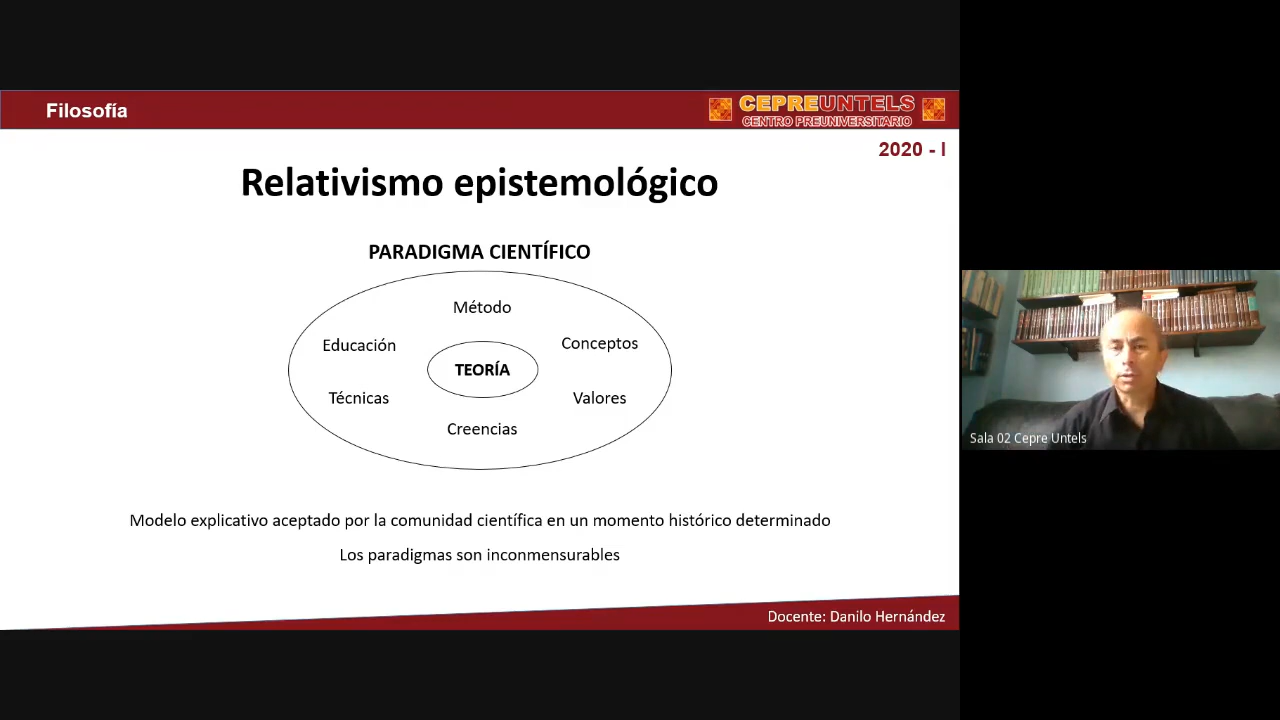 Filosofía
CEPREUNTELS
CENTRO PREUNIVERSITARIO
2020 - I
Relativismo epistemológico
PARADIGMA CIENTÍFICO
Método
Educación
Conceptos
TEORÍA
Técnicas
Valores
Creencias
Modelo explicativo aceptado por la comunidad científica en un momento histórico determinado
Los paradigmas son inconmensurables
Docente: Danilo Hernández
Sala 02 Cepre Untels